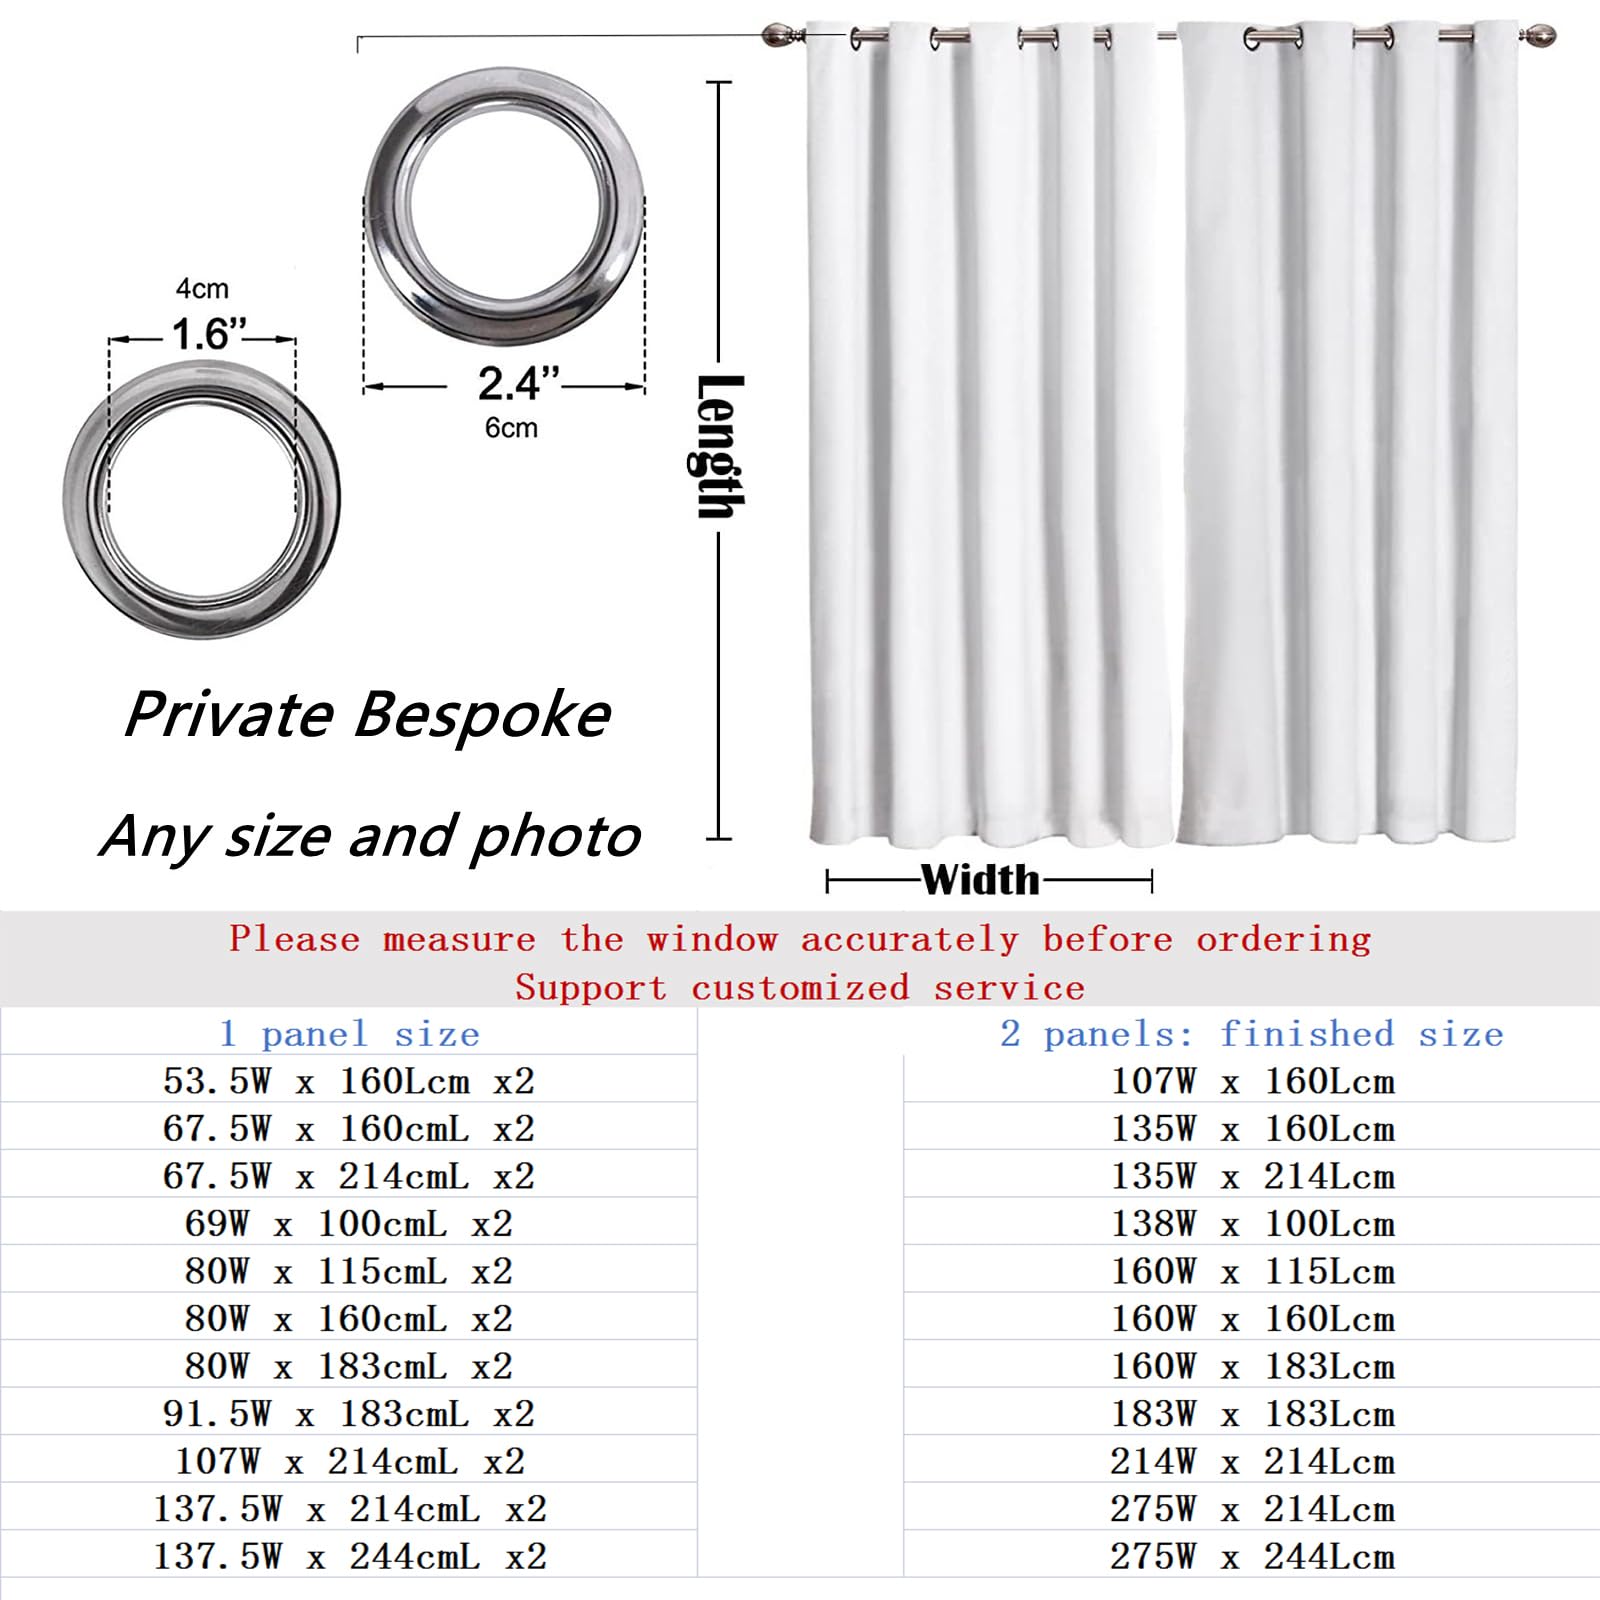 4cm
1.6”
2.4”
6cm
Length
Private Bespoke
Any size and photo
Width
Please measure the window accurately before ordering
Support customized service
1 panel size
2 panels: finished size
53.5W x 160Lcm x2
107W x 160Lcm
67.5W x 160cmL x2
135W x 160Lcm
67.5W x 214cmL x2
135W x 214Lcm
69W x 100cmL x2
138W x 100Lcm
80W x 115cmL x2
160W x 115Lcm
80W x 160cmL x2
160W x 160Lcm
80W x 183cmL x2
160W x 183Lcm
91.5W x 183cmL x2
183W x 183Lcm
107W x 214cmL x2
214W x 214Lcm
137.5W x 214cmL x2
275W x 214Lcm
137.5W x 244cmL x2
275W x 244Lcm